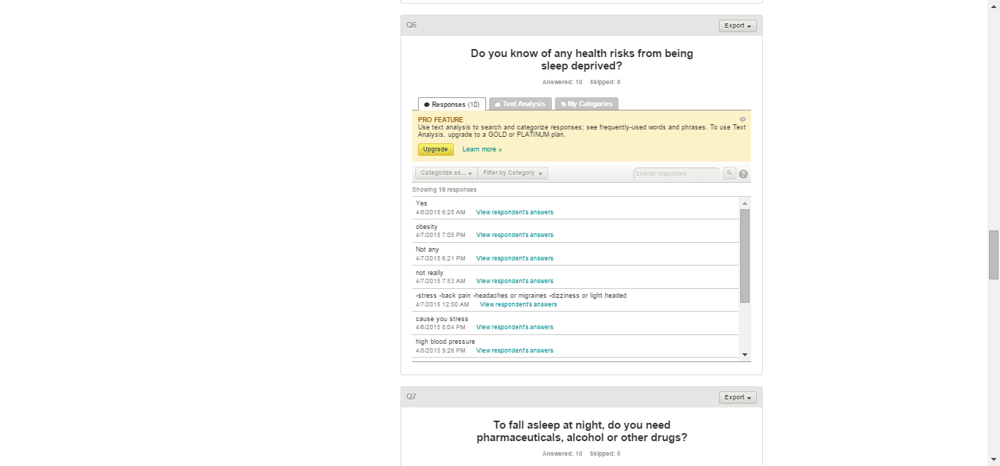 Q6
Export
Do you know of any health risks from being
sleep deprived?
Answered: 10 Skipped: 0
Responses (10) Text Analysis My Categories
PRO FEATURE
Use text analysis to search and categorize responses; see frequently-used words and phrases. To use Text
Analysis, upgrade to a GOLD or PLATINUM plan.
Upgrade Learn more »
Categorize as... Filter by Category Search responses ?
Showing 10 responses
Yes
4/8/2015 6:25 AM View respondent's answers
obesity
4/7/2015 7:05 PM View respondent's answers
Not any
4/7/2015 6:21 PM View respondent's answers
not really
4/7/2015 7:53 AM View respondent's answers
-stress -back pain -headaches or migraines -dizziness or light headed
4/7/2015 12:50 AM View respondent's answers
cause you stress
4/6/2015 8:04 PM View respondent's answers
high blood pressure
4/5/2015 9:26 PM View respondent's answers
Q7
Export
To fall asleep at night, do you need
pharmaceuticals, alcohol or other drugs?
Answered: 10 Skipped: 0